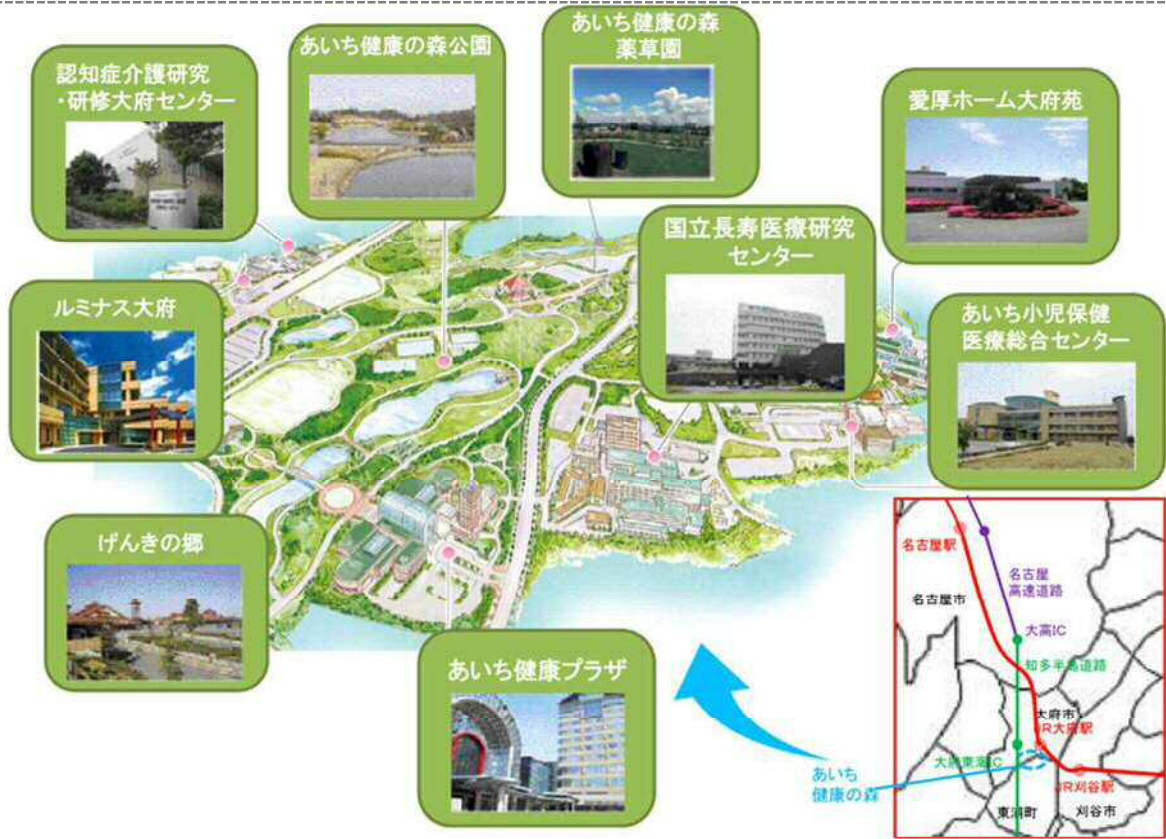 認知症介護研究
・研修大府センター
あいち健康の森公園
あいち健康の森
薬草園
愛厚ホーム大府苑
ルミナス大府
国立長寿医療研究
センター
あいち小児保健
医療総合センター
げんきの郷
あいち健康プラザ
名古屋駅
名古屋
高速道路
名古屋市
大高IC
知多半島道路
大府市
JR大府駅
大府東海IC
あいち
健康の森
JR刈谷駅
東浦町
刈谷市